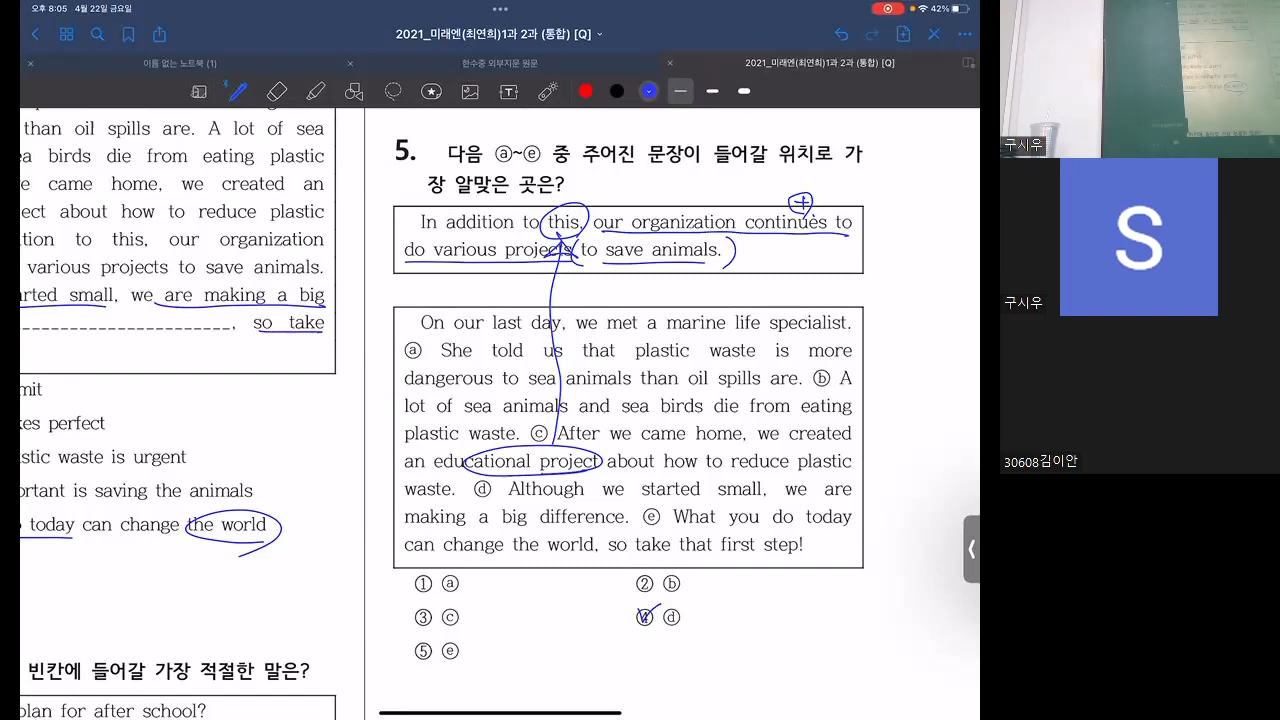 오후 8:05 4월 22일 금요일
42%
2021_미래엔(최연희)1과 2과 (통합) [Q]
이름 없는 노트북 (1)
한수중 외부지문 원문
2021_미래엔(최연희)1과 2과 (통합) [Q]
than oil spills are. A lot of sea
birds die from eating plastic
came home, we created an
about how to reduce plastic
to this, our organization
various projects to save animals.
small, we are making a big
, so take
perfect
waste is urgent
is saving the animals
today can change the world
빈칸에 들어갈 가장 적절한 말은?
plan for after school?
5. 다음 ⓐ~ⓔ 중 주어진 문장이 들어갈 위치로 가
장 알맞은 곳은?
+
In addition to this, our organization continues to
do various projects (to save animals.)
On our last day, we met a marine life specialist.
ⓐ She told us that plastic waste is more
dangerous to sea animals than oil spills are. ⓑ A
lot of sea animals and sea birds die from eating
plastic waste. ⓒ After we came home, we created
an educational project about how to reduce plastic
waste. ⓓ Although we started small, we are
making a big difference. ⓔ What you do today
can change the world, so take that first step!
① ⓐ ② ⓑ
③ ⓒ ④ ⓓ
⑤ ⓔ
구시우
S
구시우
30608김이안